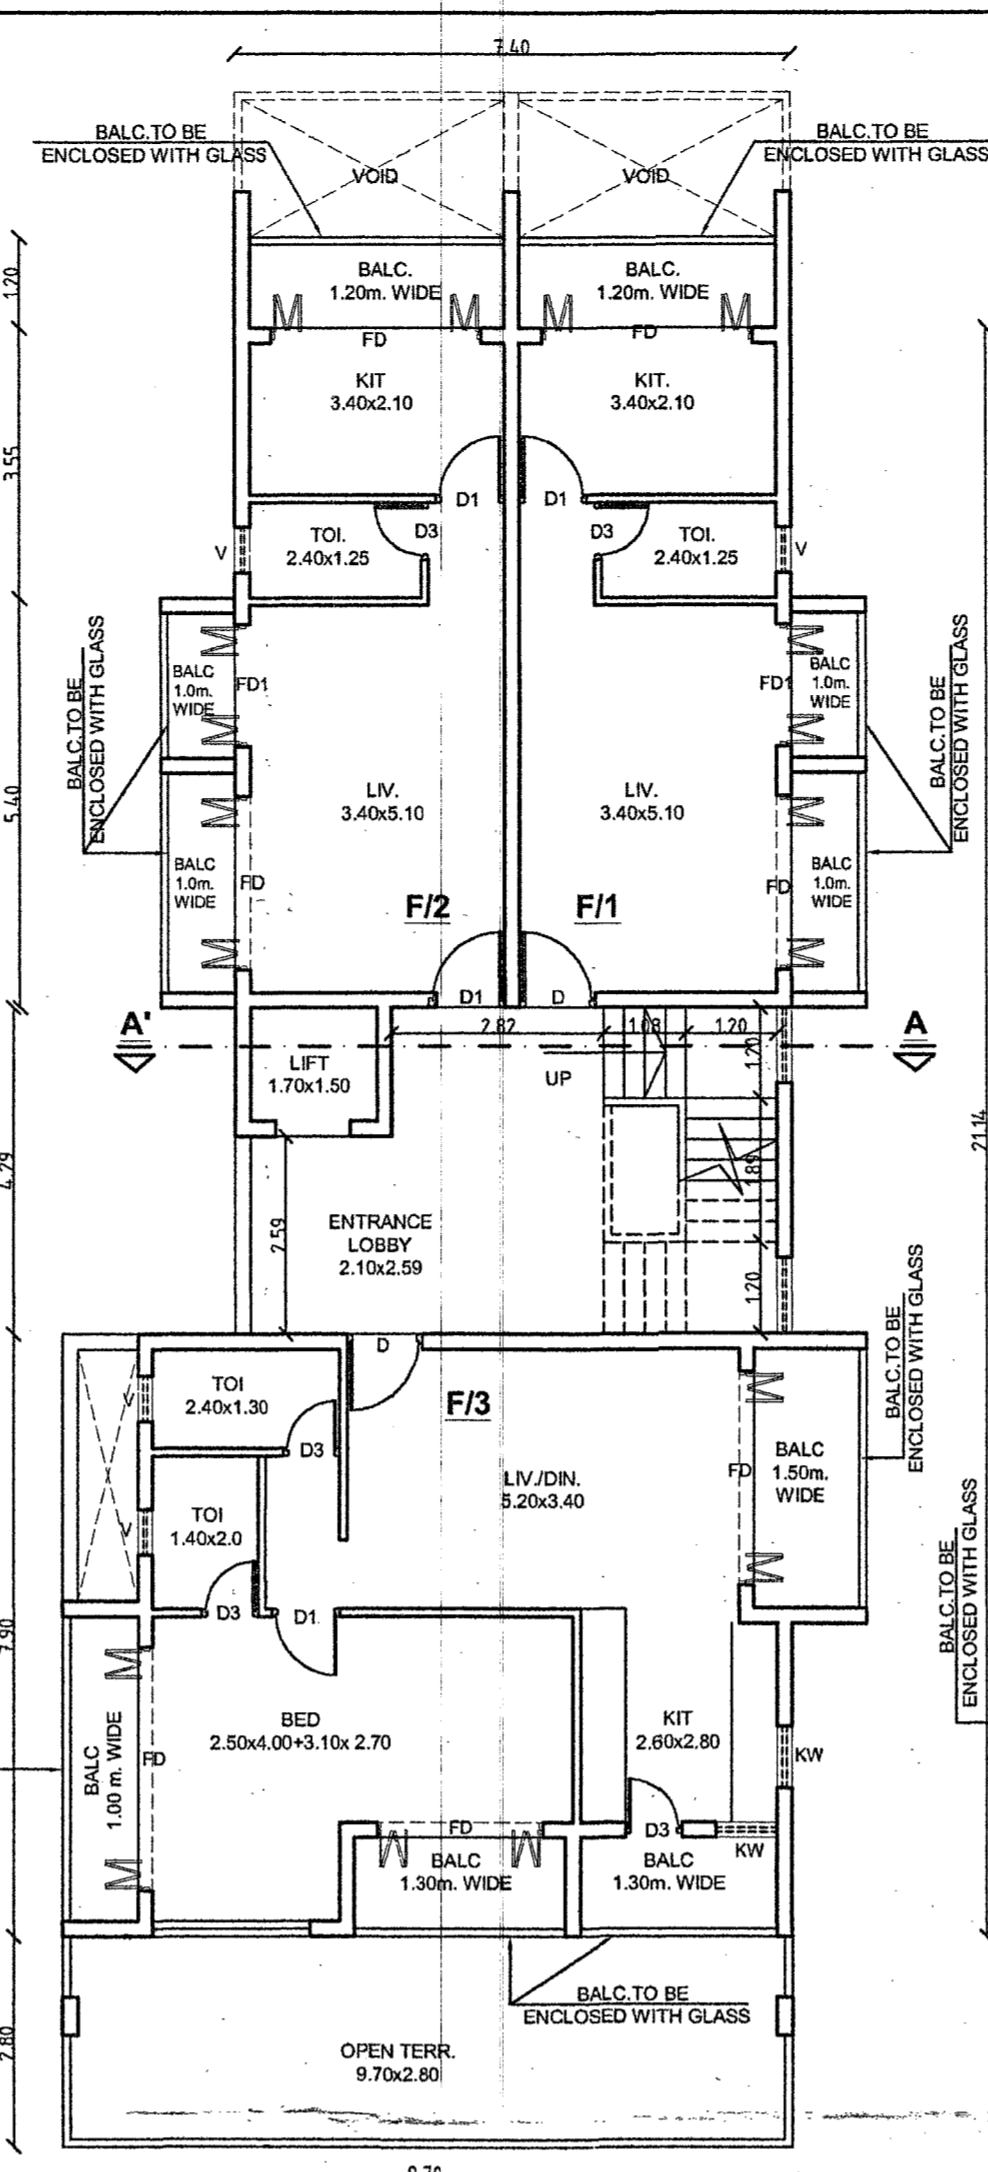 7.40
BALC.TO BE
ENCLOSED WITH GLASS
BALC.TO BE
ENCLOSED WITH GLASS
VOID
VOID
1.20
BALC.
1.20m. WIDE
BALC.
1.20m. WIDE
FD
FD
KIT
3.40x2.10
KIT.
3.40x2.10
3.55
D1
D1
D3
D3
TOI.
2.40x1.25
TOI.
2.40x1.25
V
V
BALC
1.0m.
WIDE
FD1
FD1
BALC
1.0m.
WIDE
BALC.TO BE
ENCLOSED WITH GLASS
BALC.TO BE
ENCLOSED WITH GLASS
5.40
LIV.
3.40x5.10
LIV.
3.40x5.10
BALC
1.0m.
WIDE
FD
FD
BALC
1.0m.
WIDE
F/2
F/1
D1
D
A'
A
2.82
1.08
1.20
1.20
LIFT
1.70x1.50
UP
21.14
4.29
1.89
2.59
ENTRANCE
LOBBY
2.10x2.59
1.20
BALC.TO BE
ENCLOSED WITH GLASS
D
TOI
2.40x1.30
F/3
V
D3
FD
BALC
1.50m.
WIDE
LIV./DIN.
5.20x3.40
TOI
1.40x2.0
V
D3
D1
BALC.TO BE
ENCLOSED WITH GLASS
7.90
BALC
1.00 m. WIDE
FD
BED
2.50x4.00+3.10x 2.70
KIT
2.60x2.80
KW
FD
D3
KW
BALC
1.30m. WIDE
BALC
1.30m. WIDE
BALC.TO BE
ENCLOSED WITH GLASS
2.80
OPEN TERR.
9.70x2.80